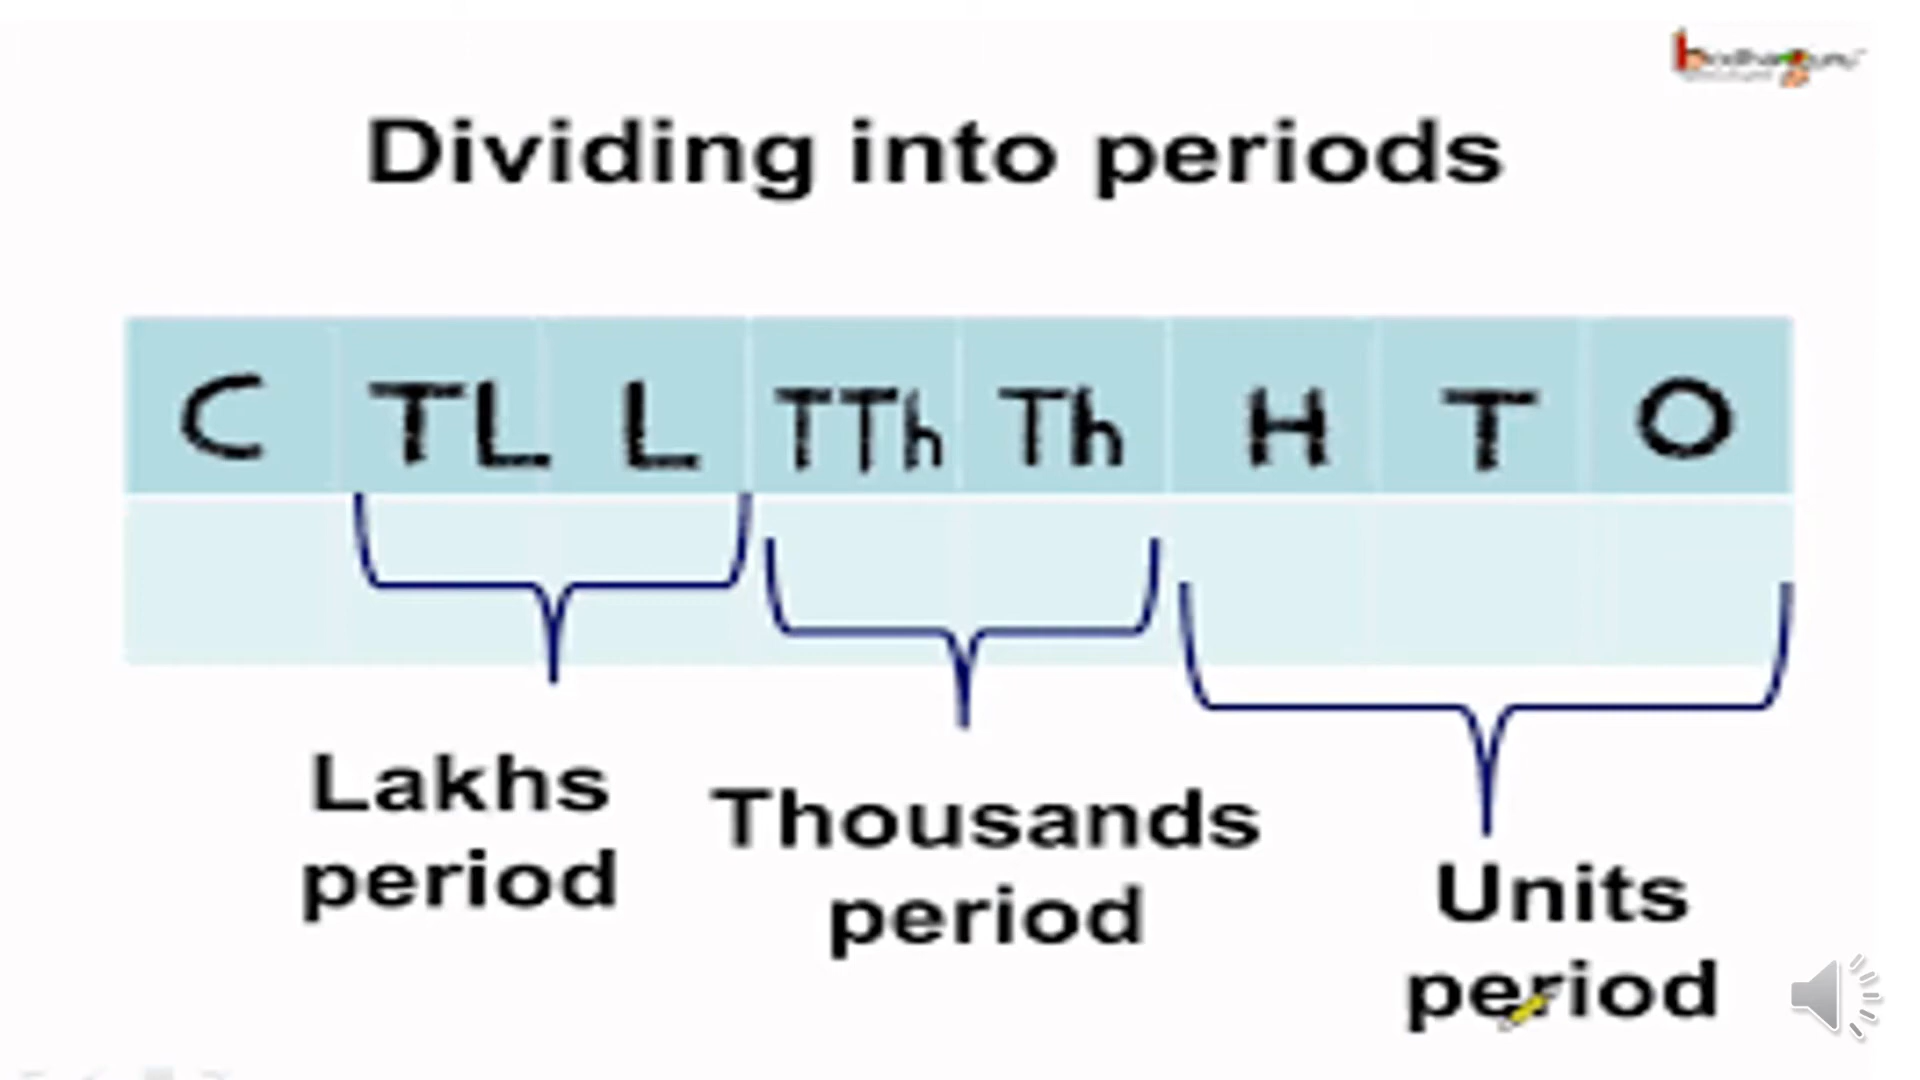 Dividing into periods
C TL L TTh Th H T O
Lakhs
period
Thousands
period
Units
period